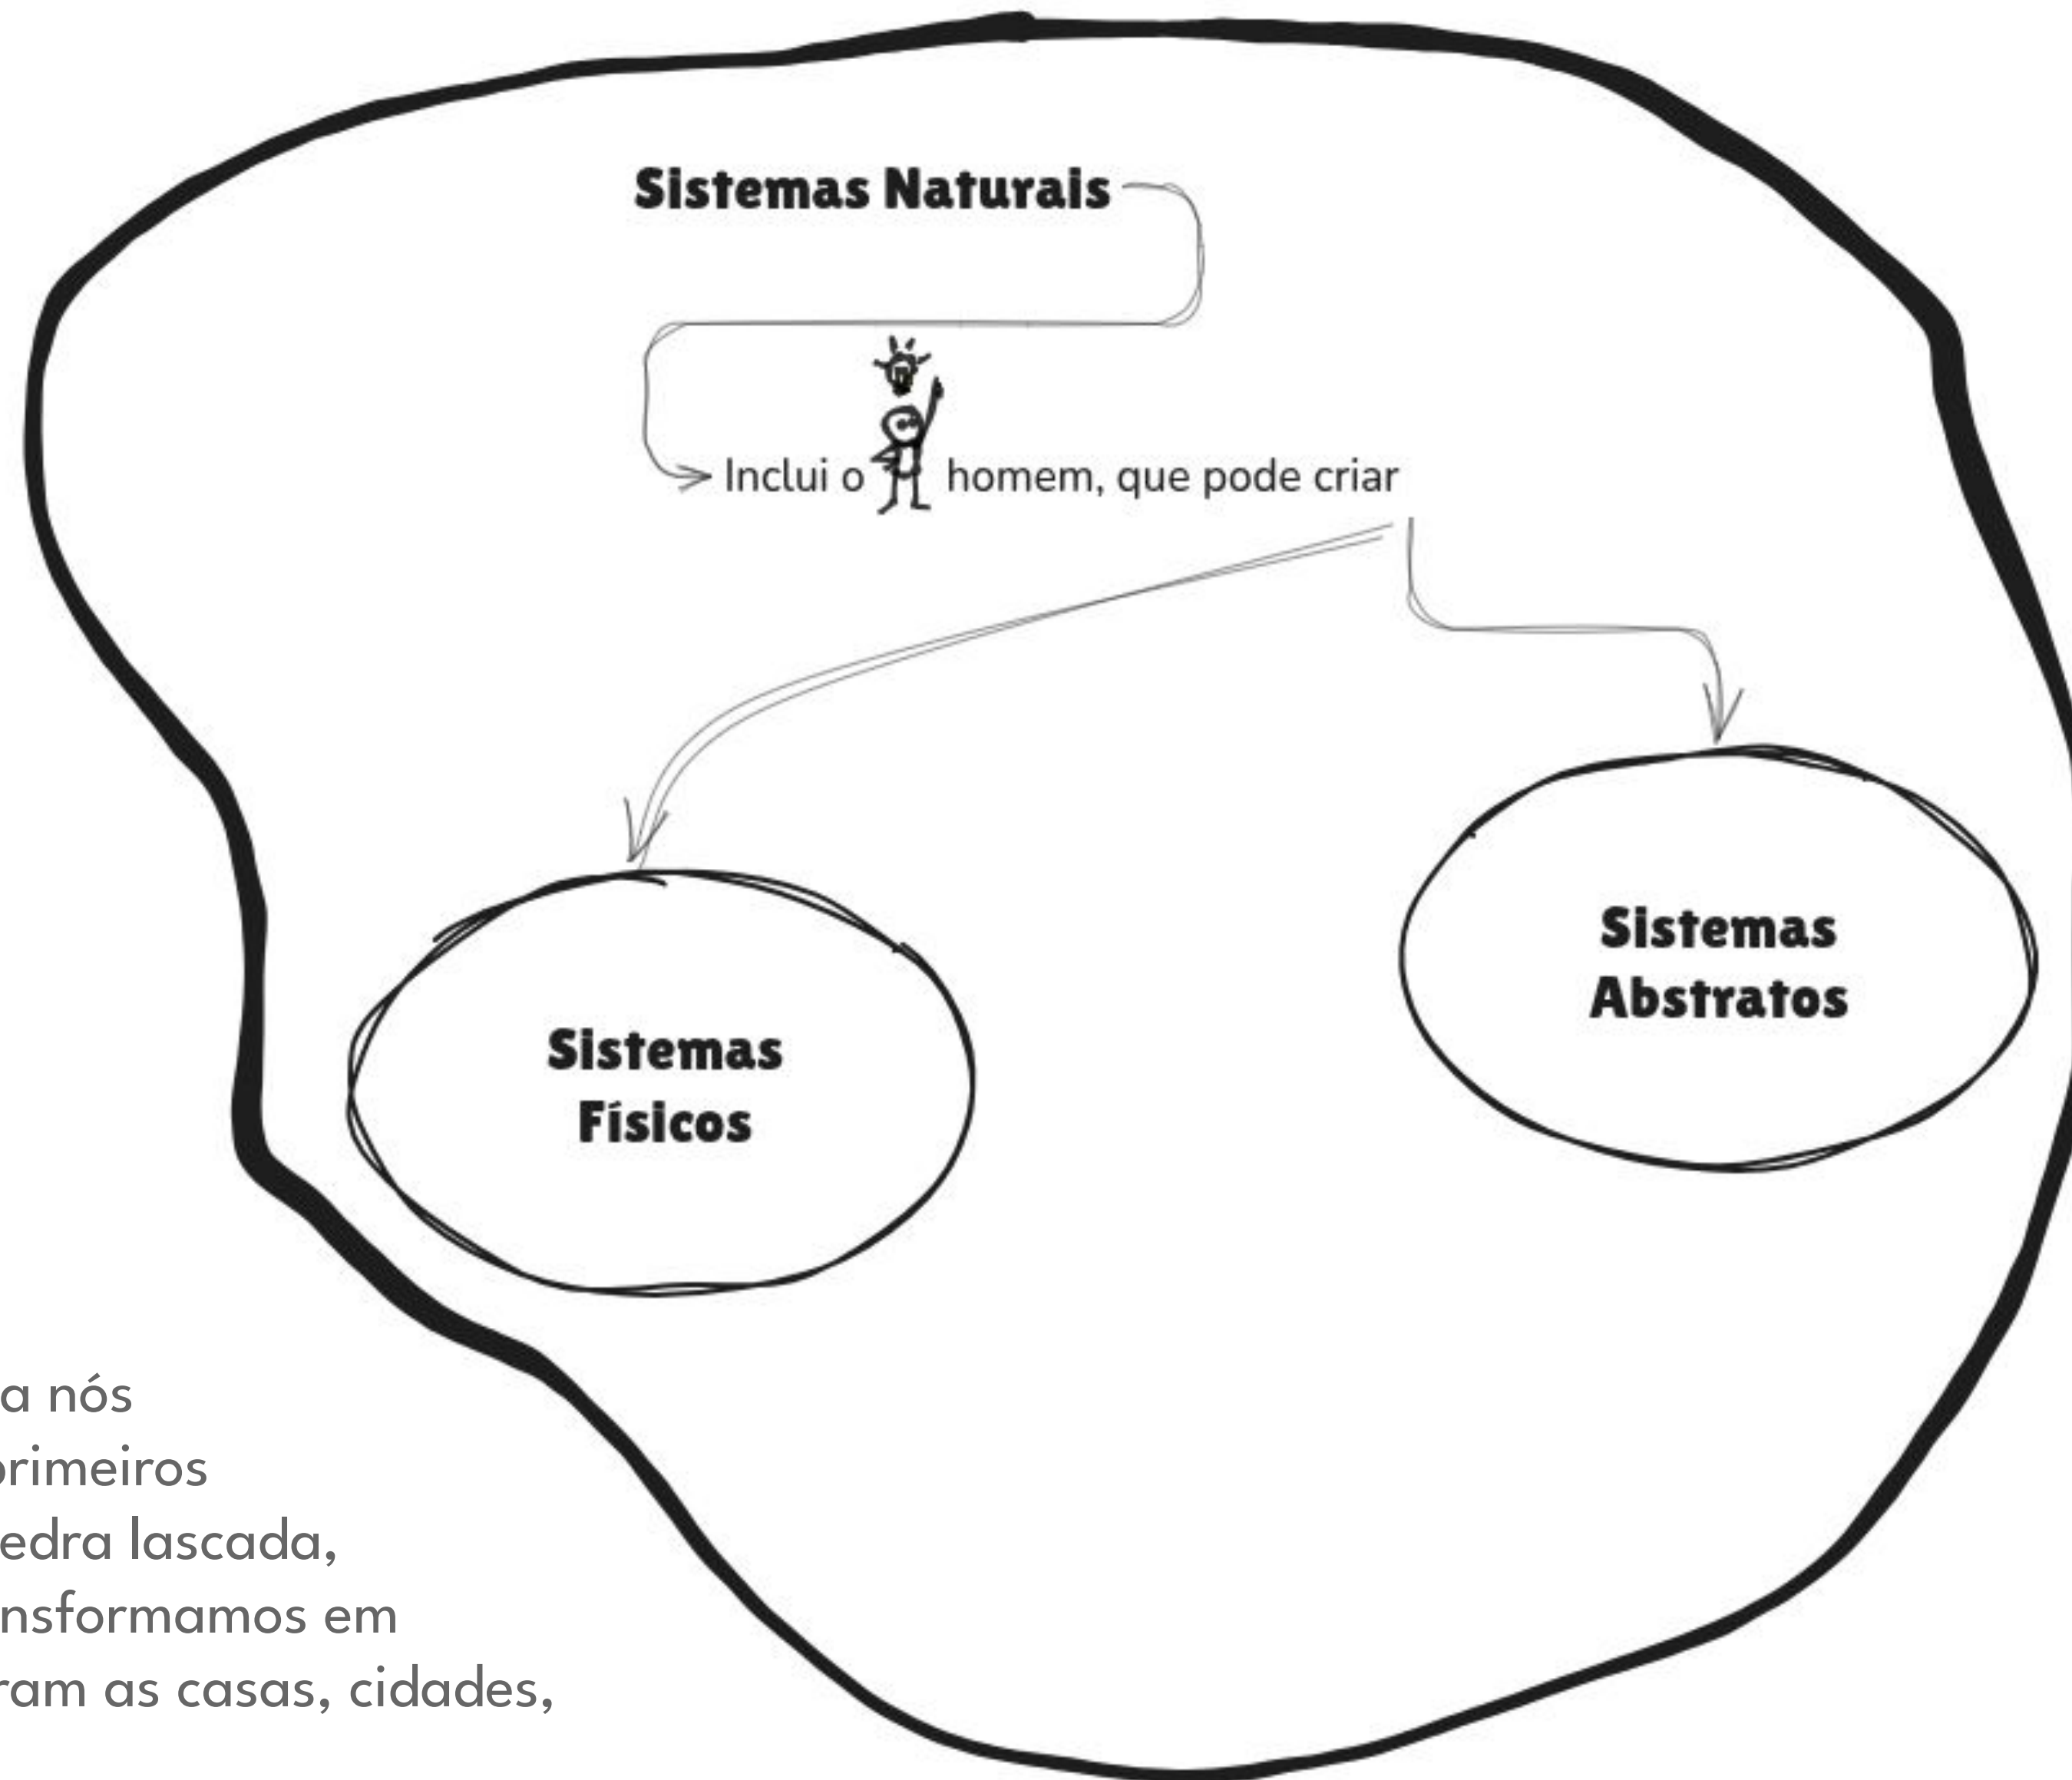 Sistemas Naturais
Inclui o homem, que pode criar
Sistemas
Abstratos
Sistemas
Físicos
a nós
primeiros
edra lascada,
nsformamos em
ram as casas, cidades,